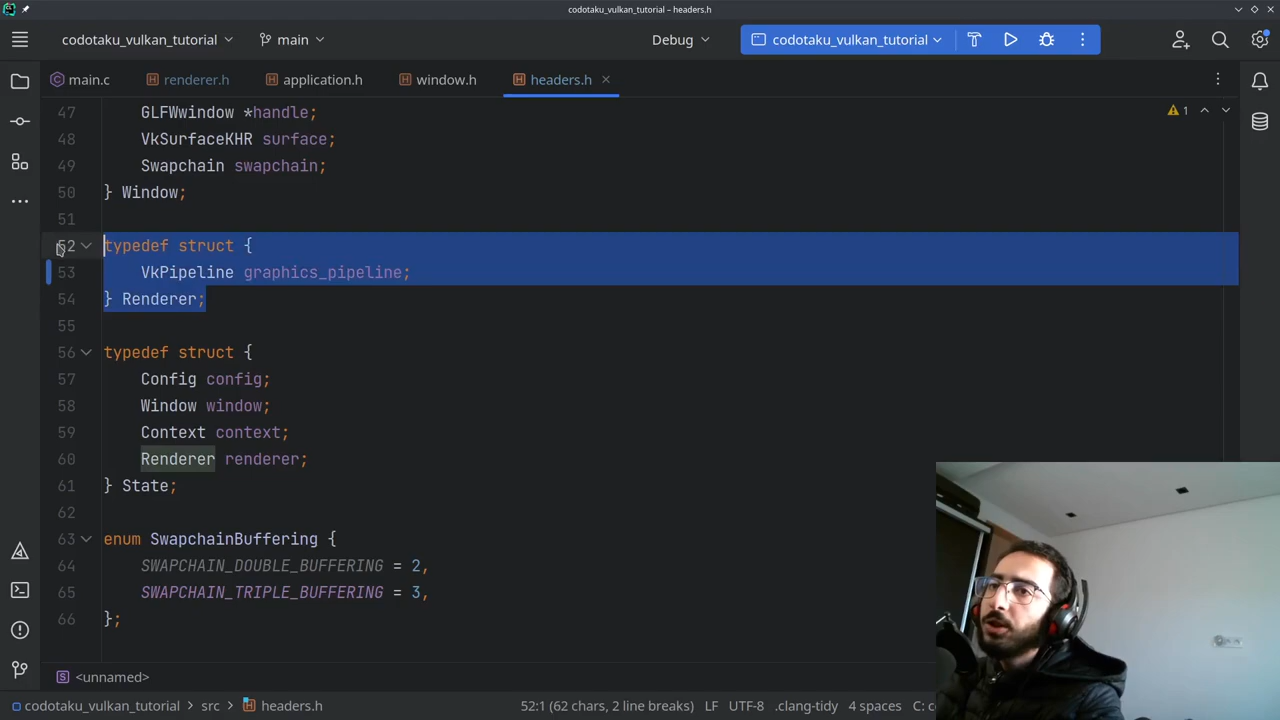 codotaku_vulkan_tutorial – headers.h
codotaku_vulkan_tutorial main Debug codotaku_vulkan_tutorial
main.c renderer.h application.h window.h headers.h
47 GLFWwindow *handle;
48 VkSurfaceKHR surface;
49 Swapchain swapchain;
50 } Window;
51
52 typedef struct {
53 VkPipeline graphics_pipeline;
54 } Renderer;
55
56 typedef struct {
57 Config config;
58 Window window;
59 Context context;
60 Renderer renderer;
61 } State;
62
63 enum SwapchainBuffering {
64 SWAPCHAIN_DOUBLE_BUFFERING = 2,
65 SWAPCHAIN_TRIPLE_BUFFERING = 3,
66 };
1
S <unnamed>
codotaku_vulkan_tutorial src headers.h 52:1 (62 chars, 2 line breaks) LF UTF-8 .clang-tidy 4 spaces C: c